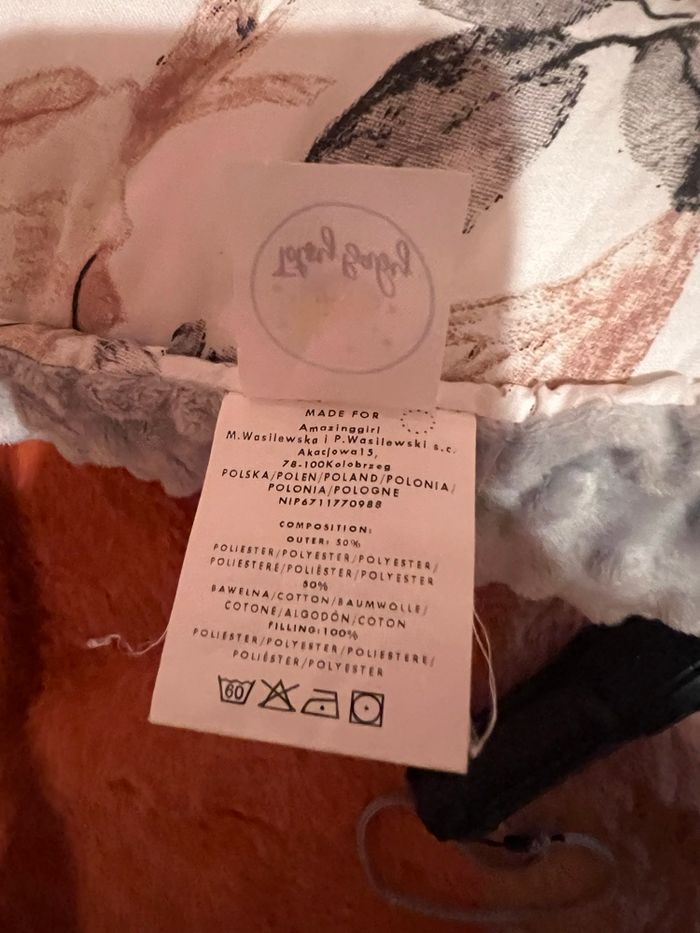 MADE FOR
Amazinggirl
M.Wasilewska i P.Wasilewski s.c.
Akacjowa15,
78-100Kolobrzeg
POLSKA/POLEN/POLAND/POLONIA/
POLONIA/POLOGNE
NIP6711770988
COMPOSITION:
OUTER: 50%
POLIESTER/POLYESTER/POLYESTER/
POLIESTERE/POLIÉSTER/POLYESTER
50%
BAWEŁNA/COTTON/BAUMWOLLE/
COTONE/ALGODÓN/COTON
FILLING:100%
POLIESTER/POLYESTER/POLIESTERE/
POLIÉSTER/POLYESTER
60